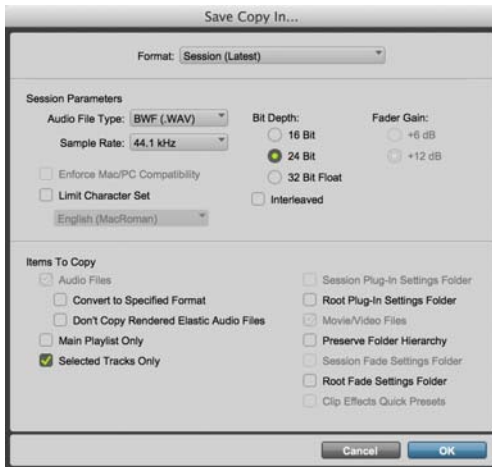 Save Copy In...
Format: Session (Latest)
Session Parameters
Audio File Type: BWF (.WAV)
Sample Rate: 44.1 kHz
Enforce Mac/PC Compatibility
Limit Character Set
English (MacRoman)
Bit Depth:
16 Bit
24 Bit
32 Bit Float
Interleaved
Fader Gain:
+6 dB
+12 dB
Items To Copy
Audio Files
Convert to Specified Format
Don't Copy Rendered Elastic Audio Files
Main Playlist Only
Selected Tracks Only
Session Plug-In Settings Folder
Root Plug-In Settings Folder
Movie/Video Files
Preserve Folder Hierarchy
Session Fade Settings Folder
Root Fade Settings Folder
Clip Effects Quick Presets
Cancel
OK